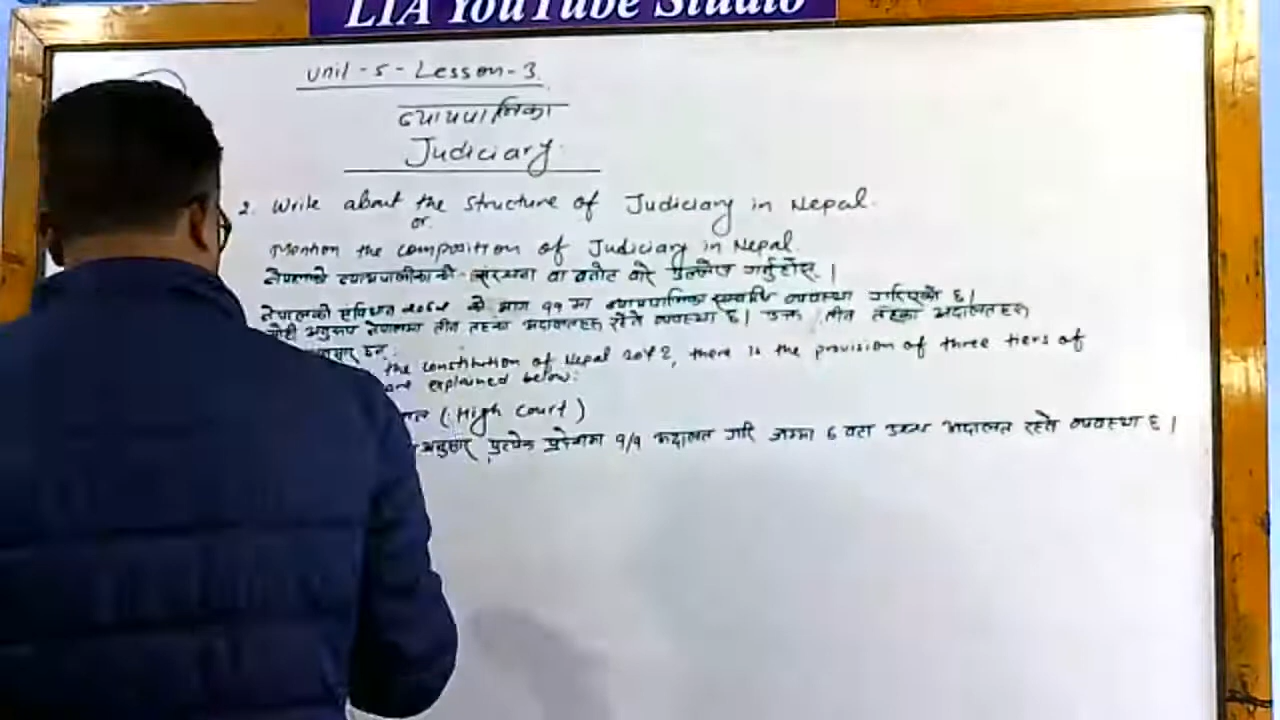 LIA YouTube Studio
Unit - 5 - Lesson - 3
न्यायपालिका
Judiciary
2. Write about the structure of Judiciary in Nepal.
or
Mention the composition of Judiciary in Nepal.
नेपालको न्यायपालिकाको संरचना वा बनोट बारे उल्लेख गर्नुहोस् ।
नेपालको संविधान २०७२ को भाग ११ मा न्यायपालिका सम्बन्धि व्यवस्था गरिएको छ ।
सोही अनुरूप नेपालमा तीन तहका अदालतहरू रहने व्यवस्था छ । उक्त तीन तहका अदालतहरू
छन् :
the constitution of Nepal 2072, there is the provision of three tiers of
are explained below:
(High Court)
अनुसार प्रत्येक प्रदेशमा १/१ अदालत गरि जम्मा ६ वटा उच्च अदालत रहने व्यवस्था छ ।